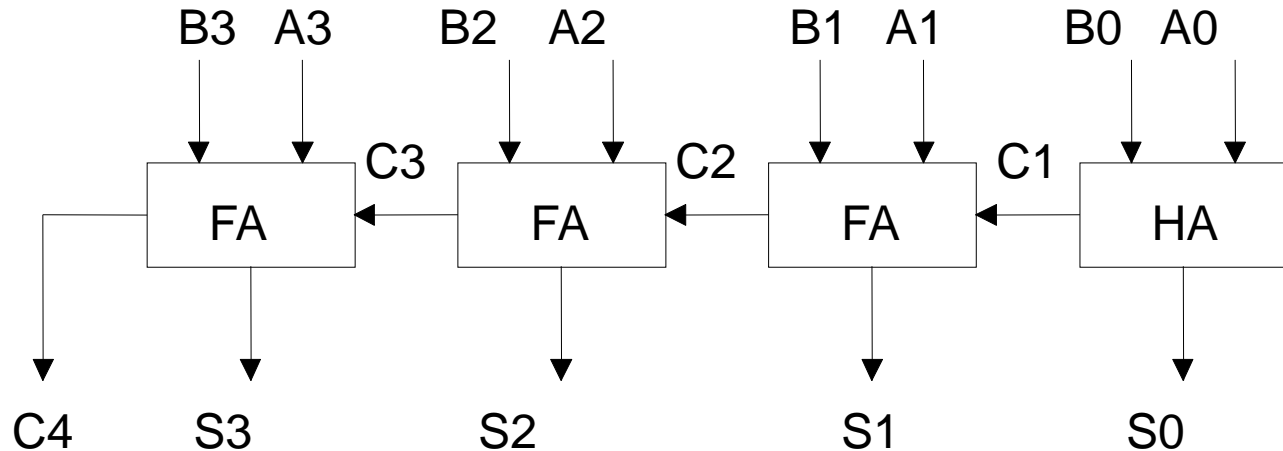 B3 A3 B2 A2 B1 A1 B0 A0
C3 C2 C1
FA FA FA HA
C4 S3 S2 S1 S0